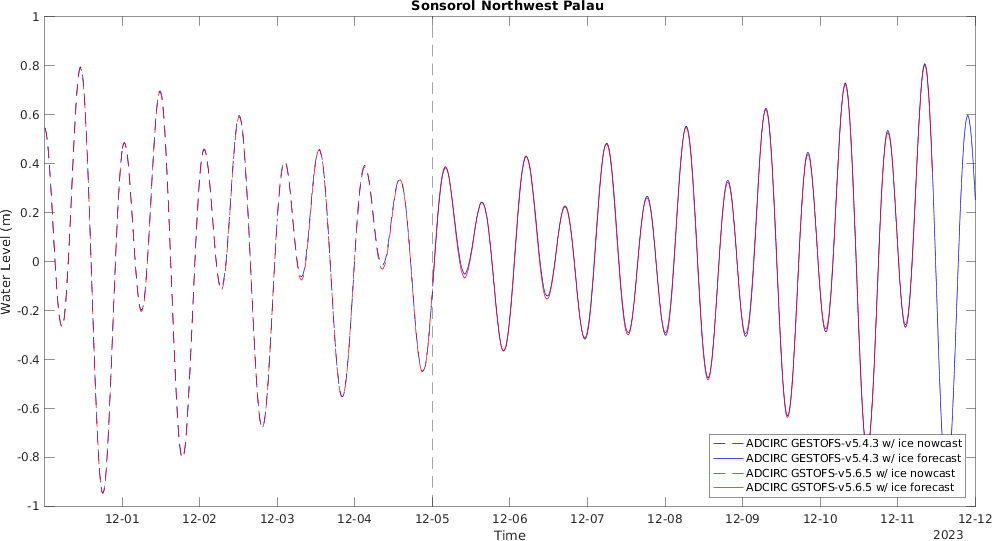 Sonsorol Northwest Palau
Water Level (m)
1
0.8
0.6
0.4
0.2
0
-0.2
-0.4
-0.6
-0.8
-1
ADCIRC GESTOFS-v5.4.3 w/ ice nowcast
ADCIRC GESTOFS-v5.4.3 w/ ice forecast
ADCIRC GSTOFS-v5.6.5 w/ ice nowcast
ADCIRC GSTOFS-v5.6.5 w/ ice forecast
12-01 12-02 12-03 12-04 12-05 12-06 12-07 12-08 12-09 12-10 12-11 12-12
Time
2023